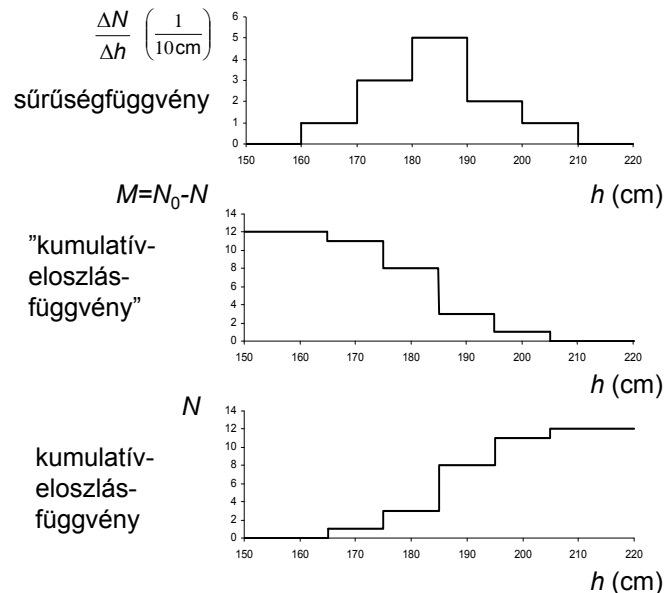 ΔN/Δh (1/10 cm)
sűrűségfüggvény
6
5
4
3
2
1
0
150 160 170 180 190 200 210 220
h (cm)
M=N₀-N
"kumulatív-
eloszlás-
függvény”
14
12
10
8
6
4
2
0
150 160 170 180 190 200 210 220
h (cm)
N
kumulatív-
eloszlás-
függvény
14
12
10
8
6
4
2
0
150 160 170 180 190 200 210 220
h (cm)